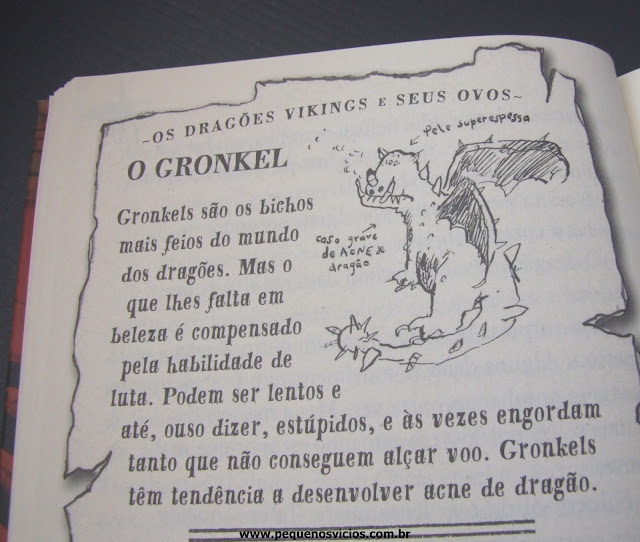 ~OS DRAGÕES VIKINGS E SEUS OVOS~
O GRONKEL
pele superespessa
caso grave
de ACNE de
dragão
Gronkels são os bichos
mais feios do mundo
dos dragões. Mas o
que lhes falta em
beleza é compensado
pela habilidade de
luta. Podem ser lentos e
até, ouso dizer, estúpidos, e às vezes engordam
tanto que não conseguem alçar voo. Gronkels
têm tendência a desenvolver acne de dragão.
www.pequenosvicios.com.br